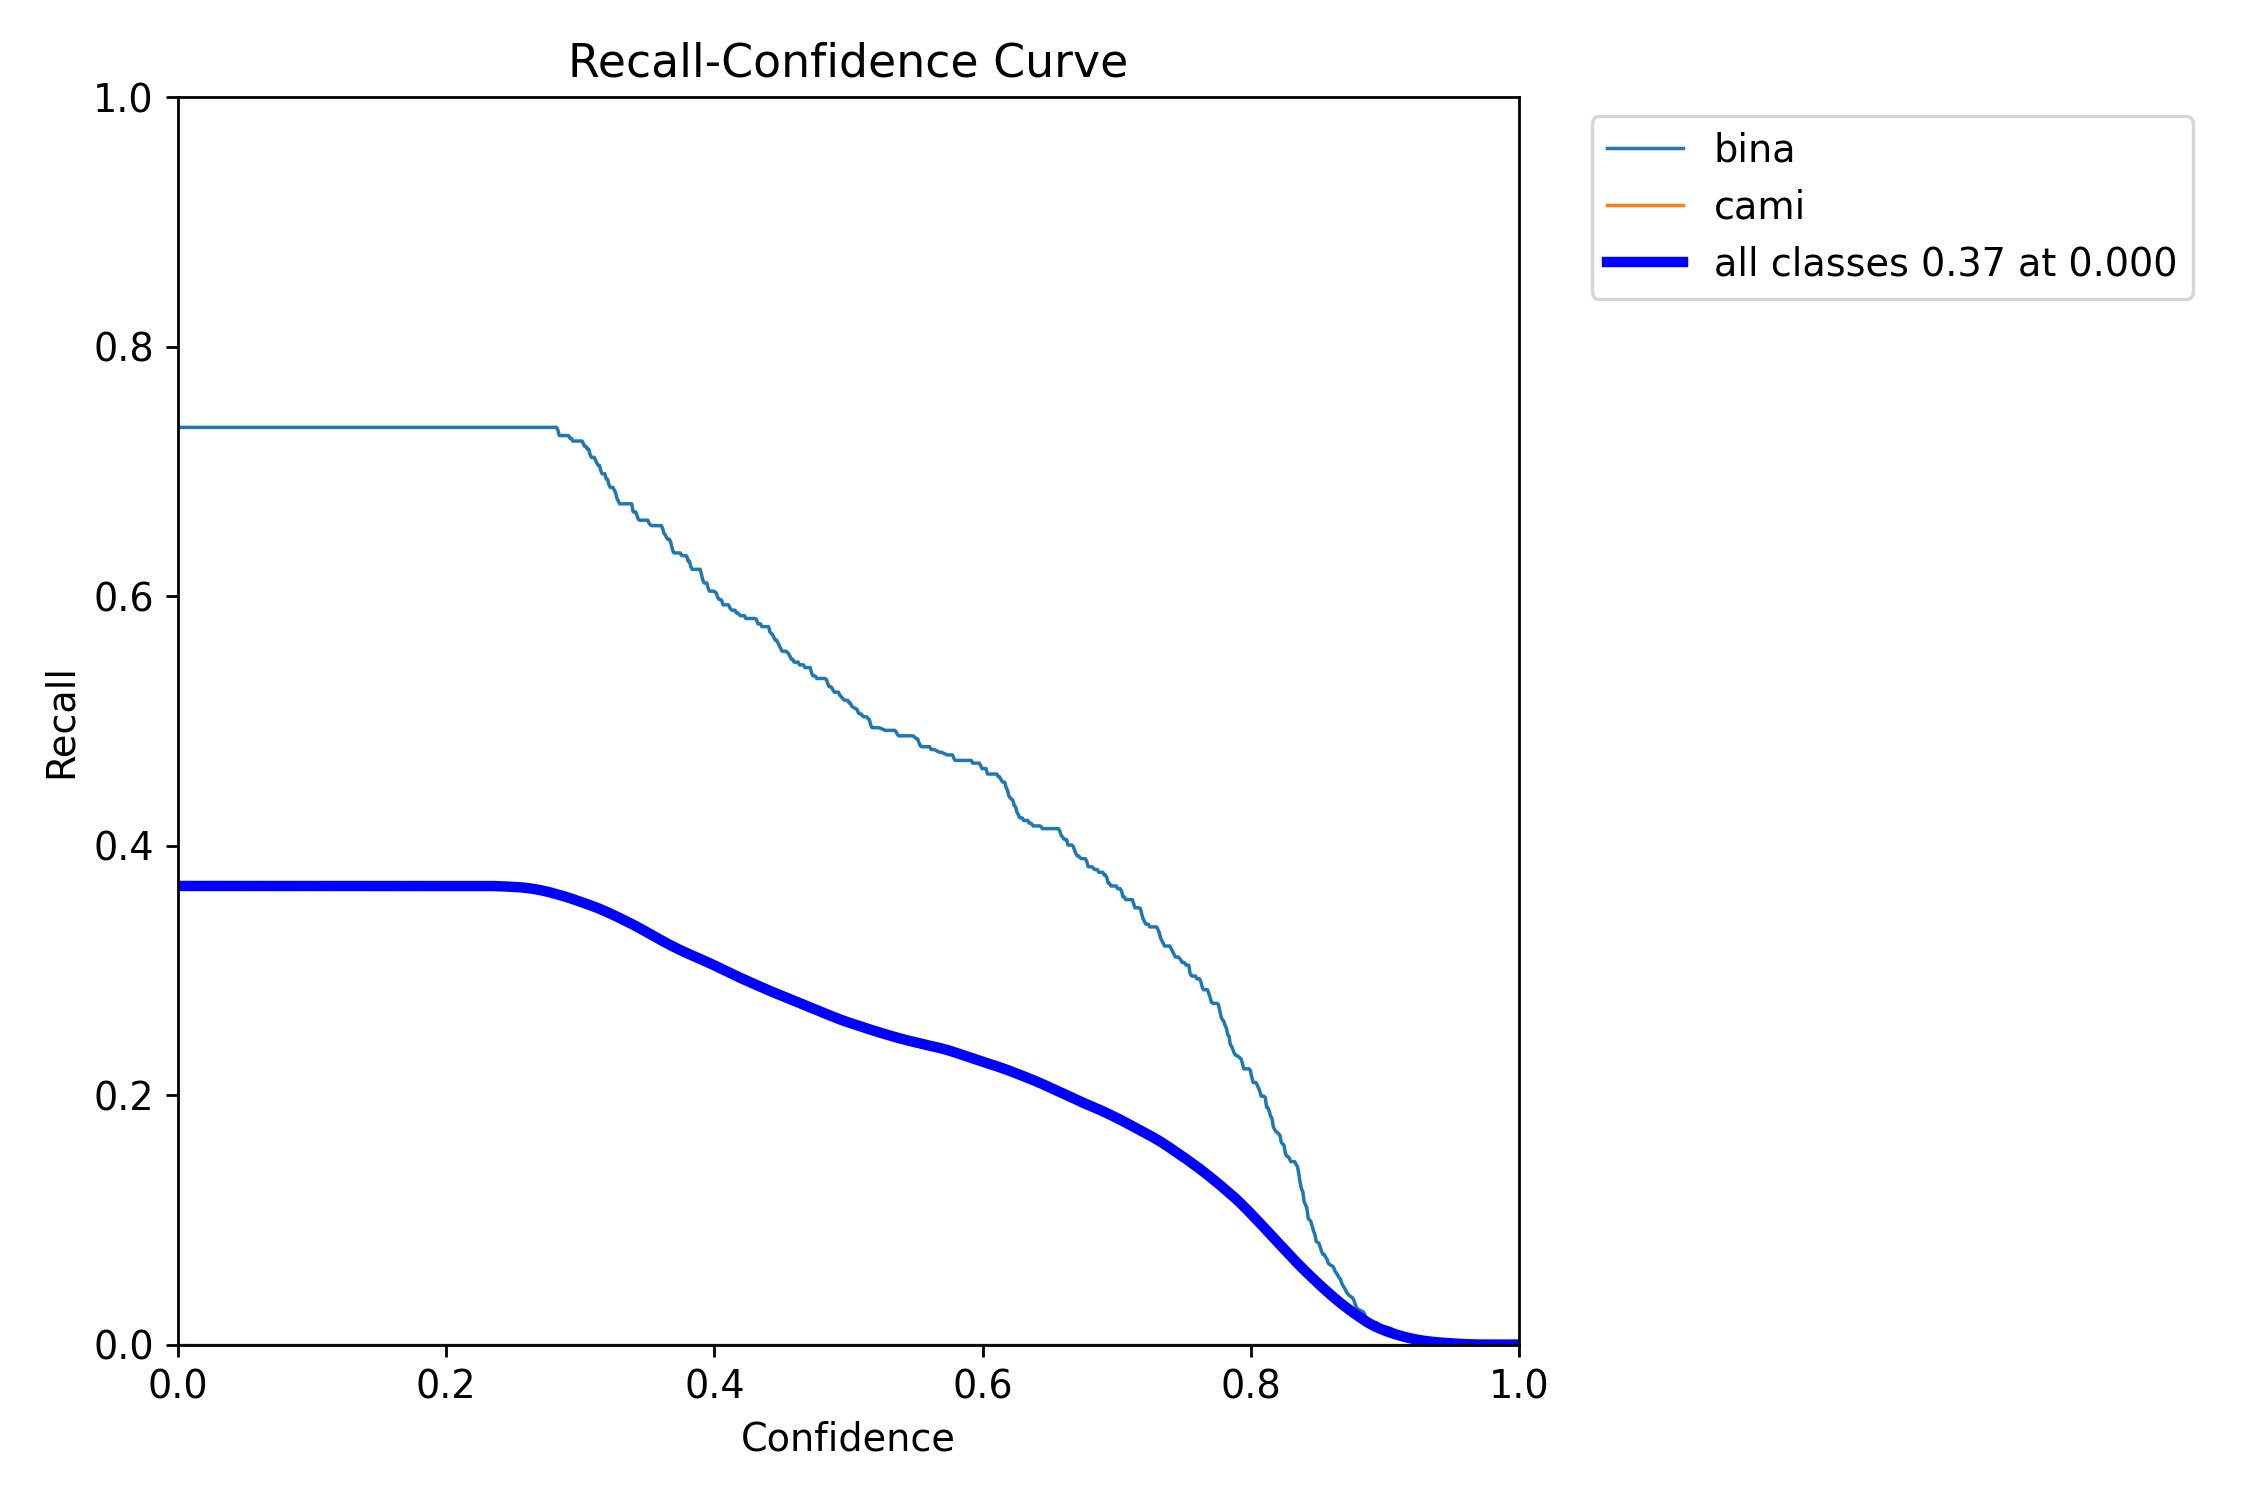 Recall-Confidence Curve
1.0
0.8
0.6
0.4
0.2
0.0
Recall
0.0 0.2 0.4 0.6 0.8 1.0
Confidence
bina
cami
all classes 0.37 at 0.000